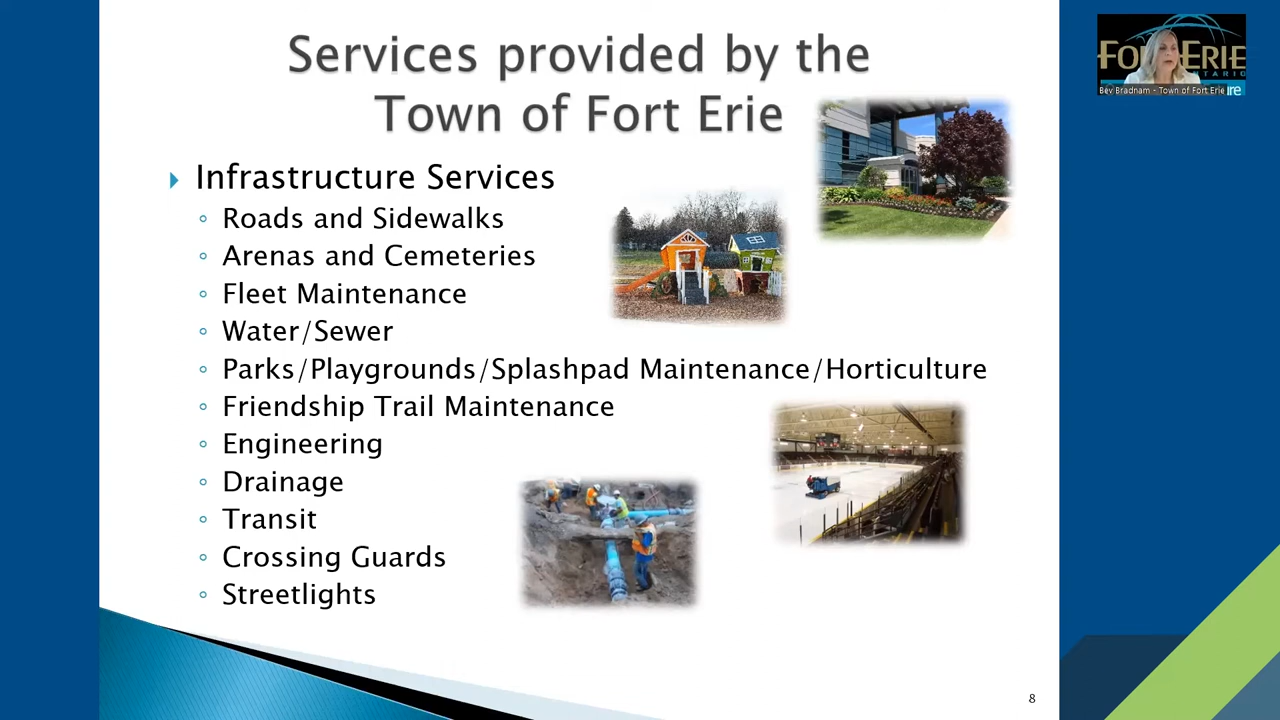 Services provided by the
Town of Fort Erie
Infrastructure Services
Roads and Sidewalks
Arenas and Cemeteries
Fleet Maintenance
Water/Sewer
Parks/Playgrounds/Splashpad Maintenance/Horticulture
Friendship Trail Maintenance
Engineering
Drainage
Transit
Crossing Guards
Streetlights
8
Bev Bradnam - Town of Fort Erie